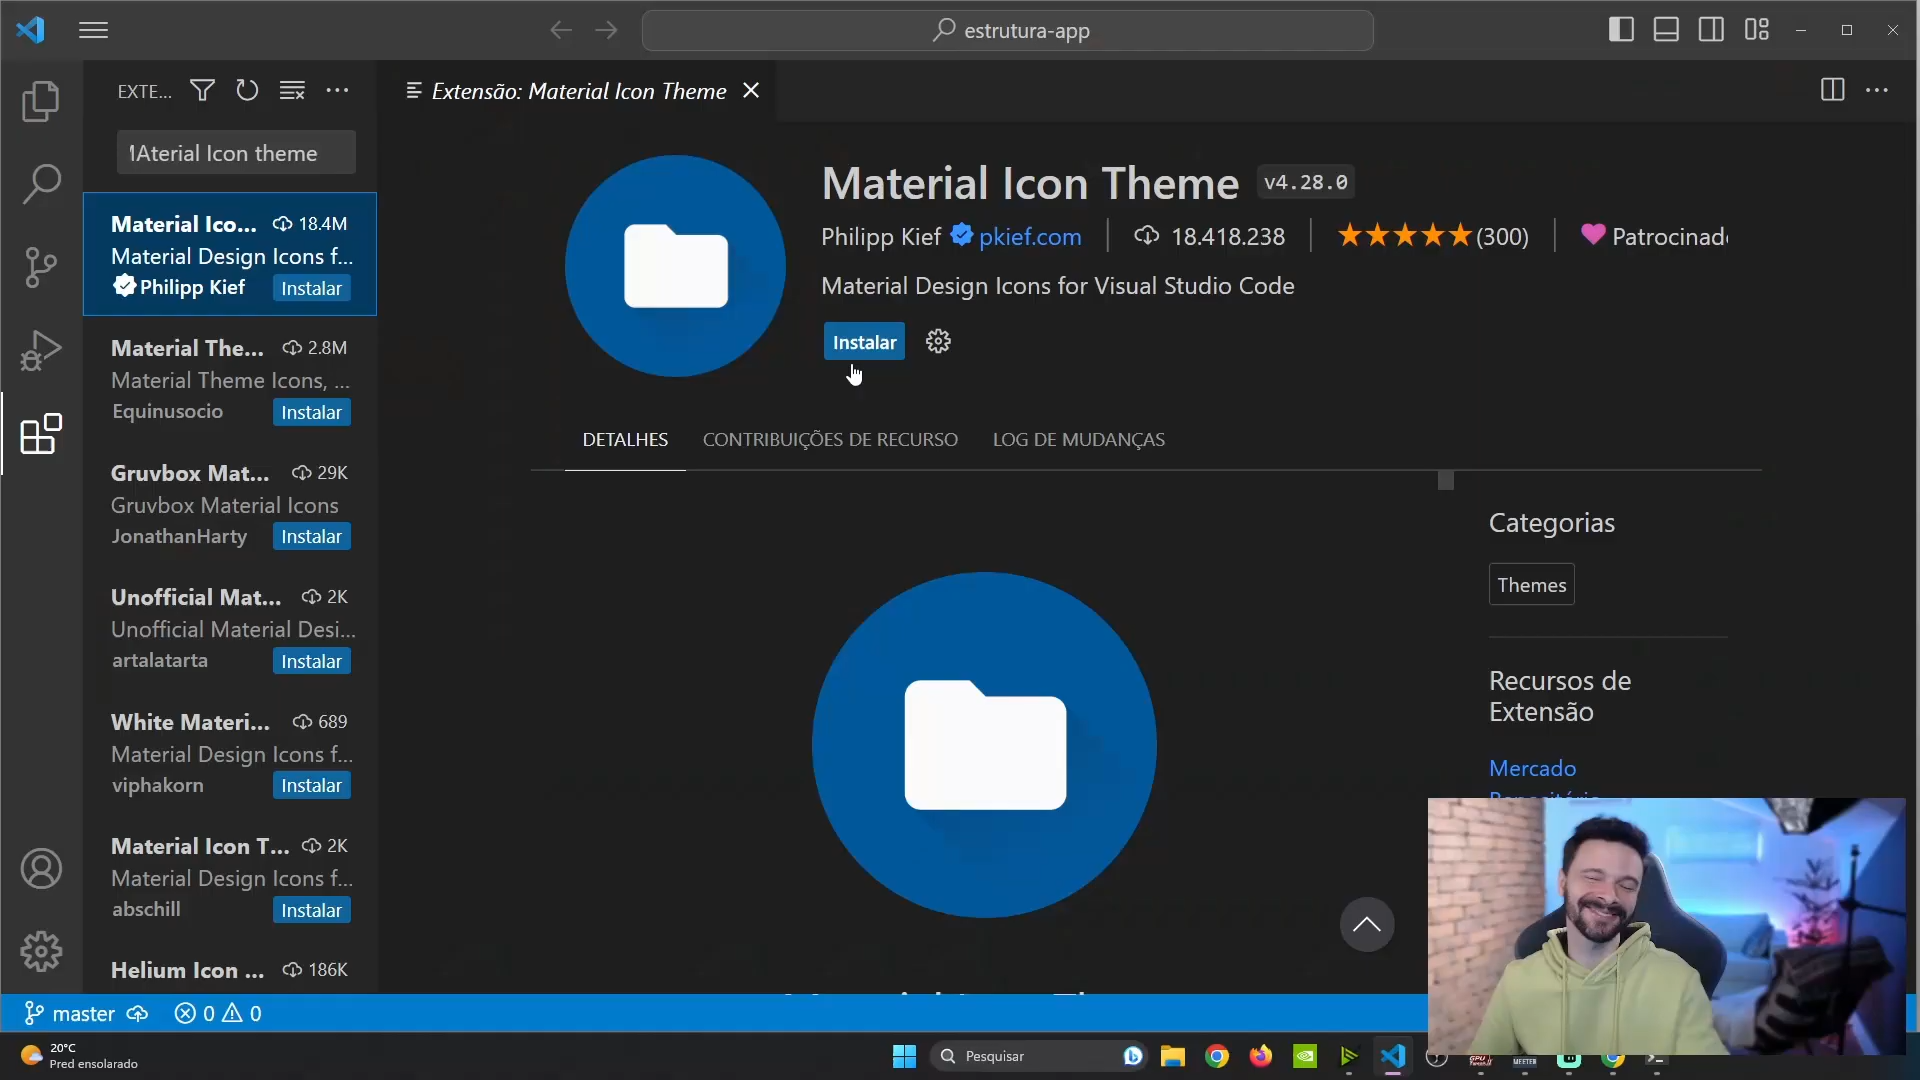 estrutura-app
EXTE...
Extensão: Material Icon Theme
MAterial Icon theme
Material Ico... 18.4M
Material Design Icons f...
Philipp Kief Instalar
Material The... 2.8M
Material Theme Icons, ...
Equinusocio Instalar
Gruvbox Mat... 29K
Gruvbox Material Icons
JonathanHarty Instalar
Unofficial Mat... 2K
Unofficial Material Desi...
artalatarta Instalar
White Materi... 689
Material Design Icons f...
viphakorn Instalar
Material Icon T... 2K
Material Design Icons f...
abschill Instalar
Helium Icon ... 186K
Material Icon Theme v4.28.0
Philipp Kief pkief.com 18.418.238 (300) Patrocinad
Material Design Icons for Visual Studio Code
Instalar
DETALHES CONTRIBUIÇÕES DE RECURSO LOG DE MUDANÇAS
Categorias
Themes
Recursos de
Extensão
Mercado
master 0 0
20°C
Pred ensolarado
Pesquisar